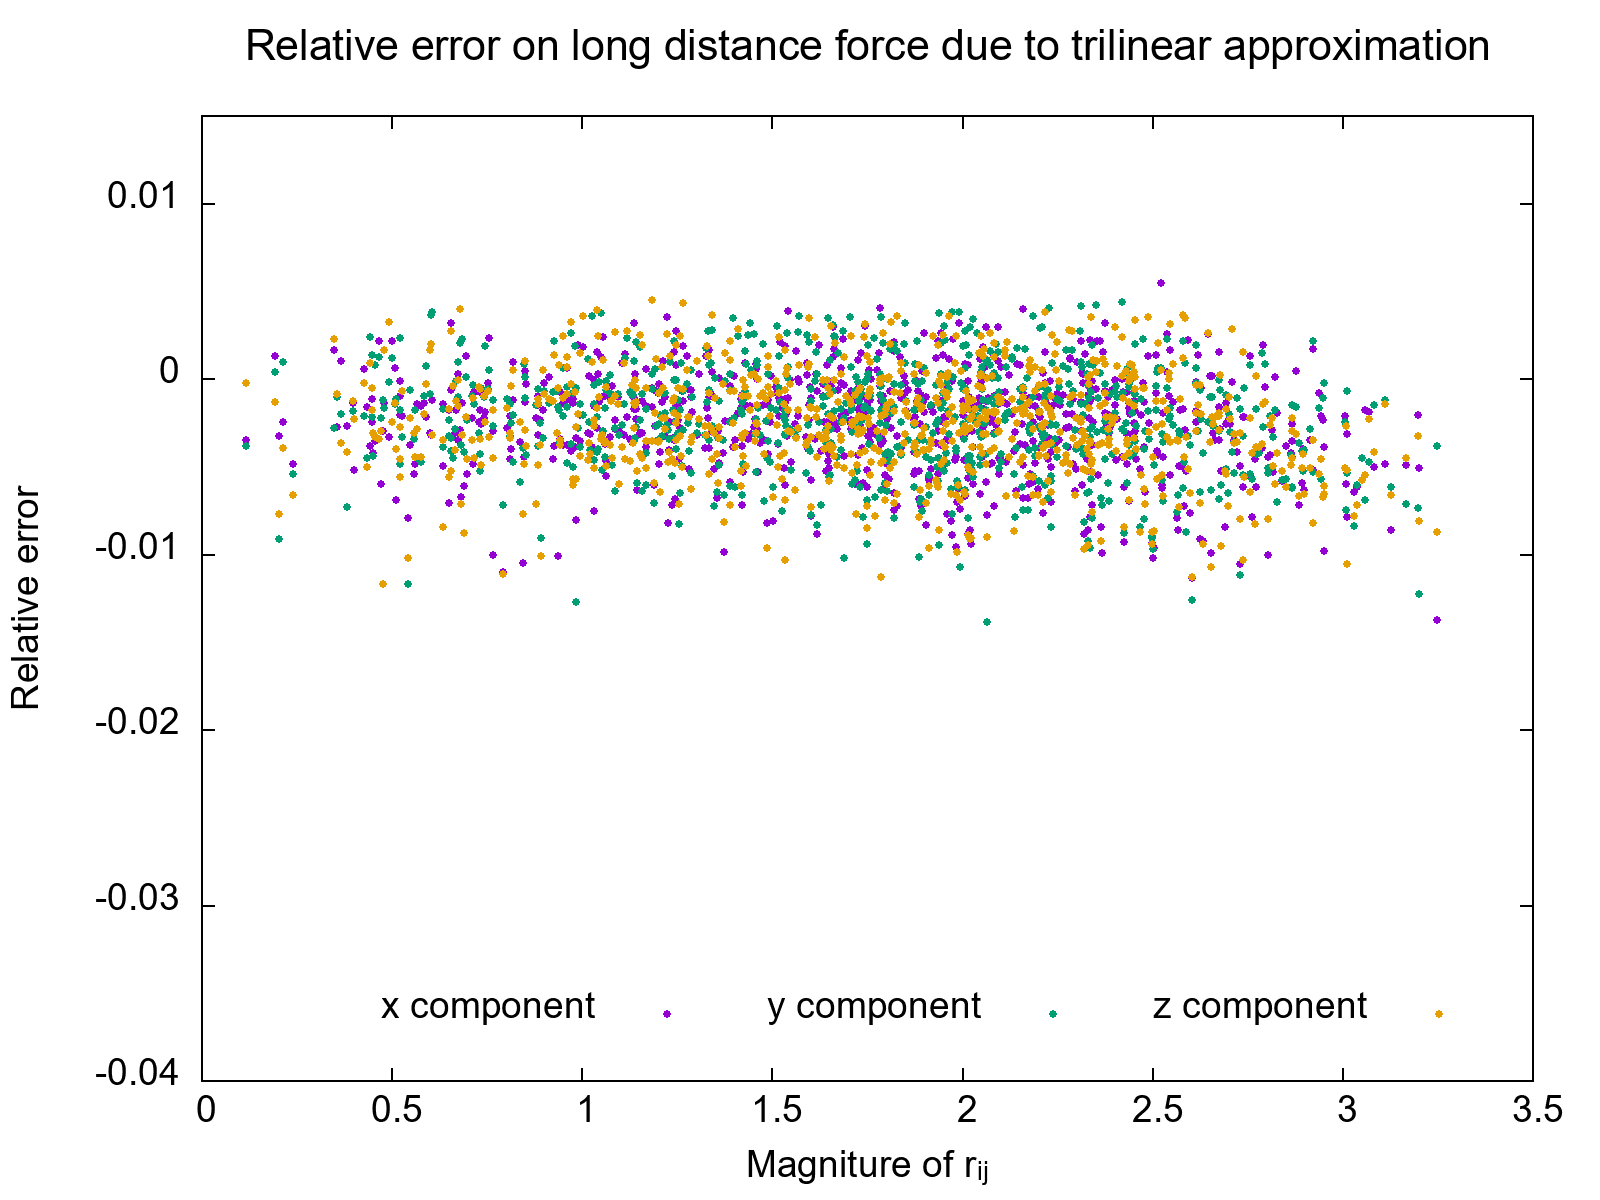 Relative error on long distance force due to trilinear approximation
0.01
0
-0.01
-0.02
-0.03
-0.04
Relative error
x component
y component
z component
0 0.5 1 1.5 2 2.5 3 3.5
Magniture of rij